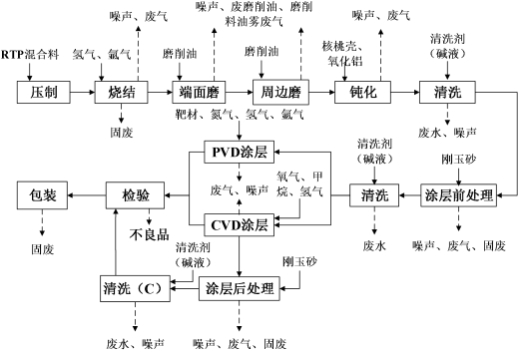 噪声、废气
噪声、废磨削油、磨削
料油雾废气
噪声、废气
RTP混合料
氢气、氩气
磨削油
磨削油
核桃壳、
氧化铝
清洗剂
（碱液）
压制
烧结
端面磨
周边磨
钝化
清洗
固废
靶材、氮气、氢气、氩气
废水、噪声
PVD涂层
清洗剂
（碱液）
刚玉砂
氧气、甲
烷、氢气
包装
检验
废气、噪声
清洗
涂层前处理
CVD涂层
固废
不良品
清洗剂
（碱液）
刚玉砂
废水
噪声、废气、固废
清洗（C）
涂层后处理
废水、噪声
噪声、废气、固废